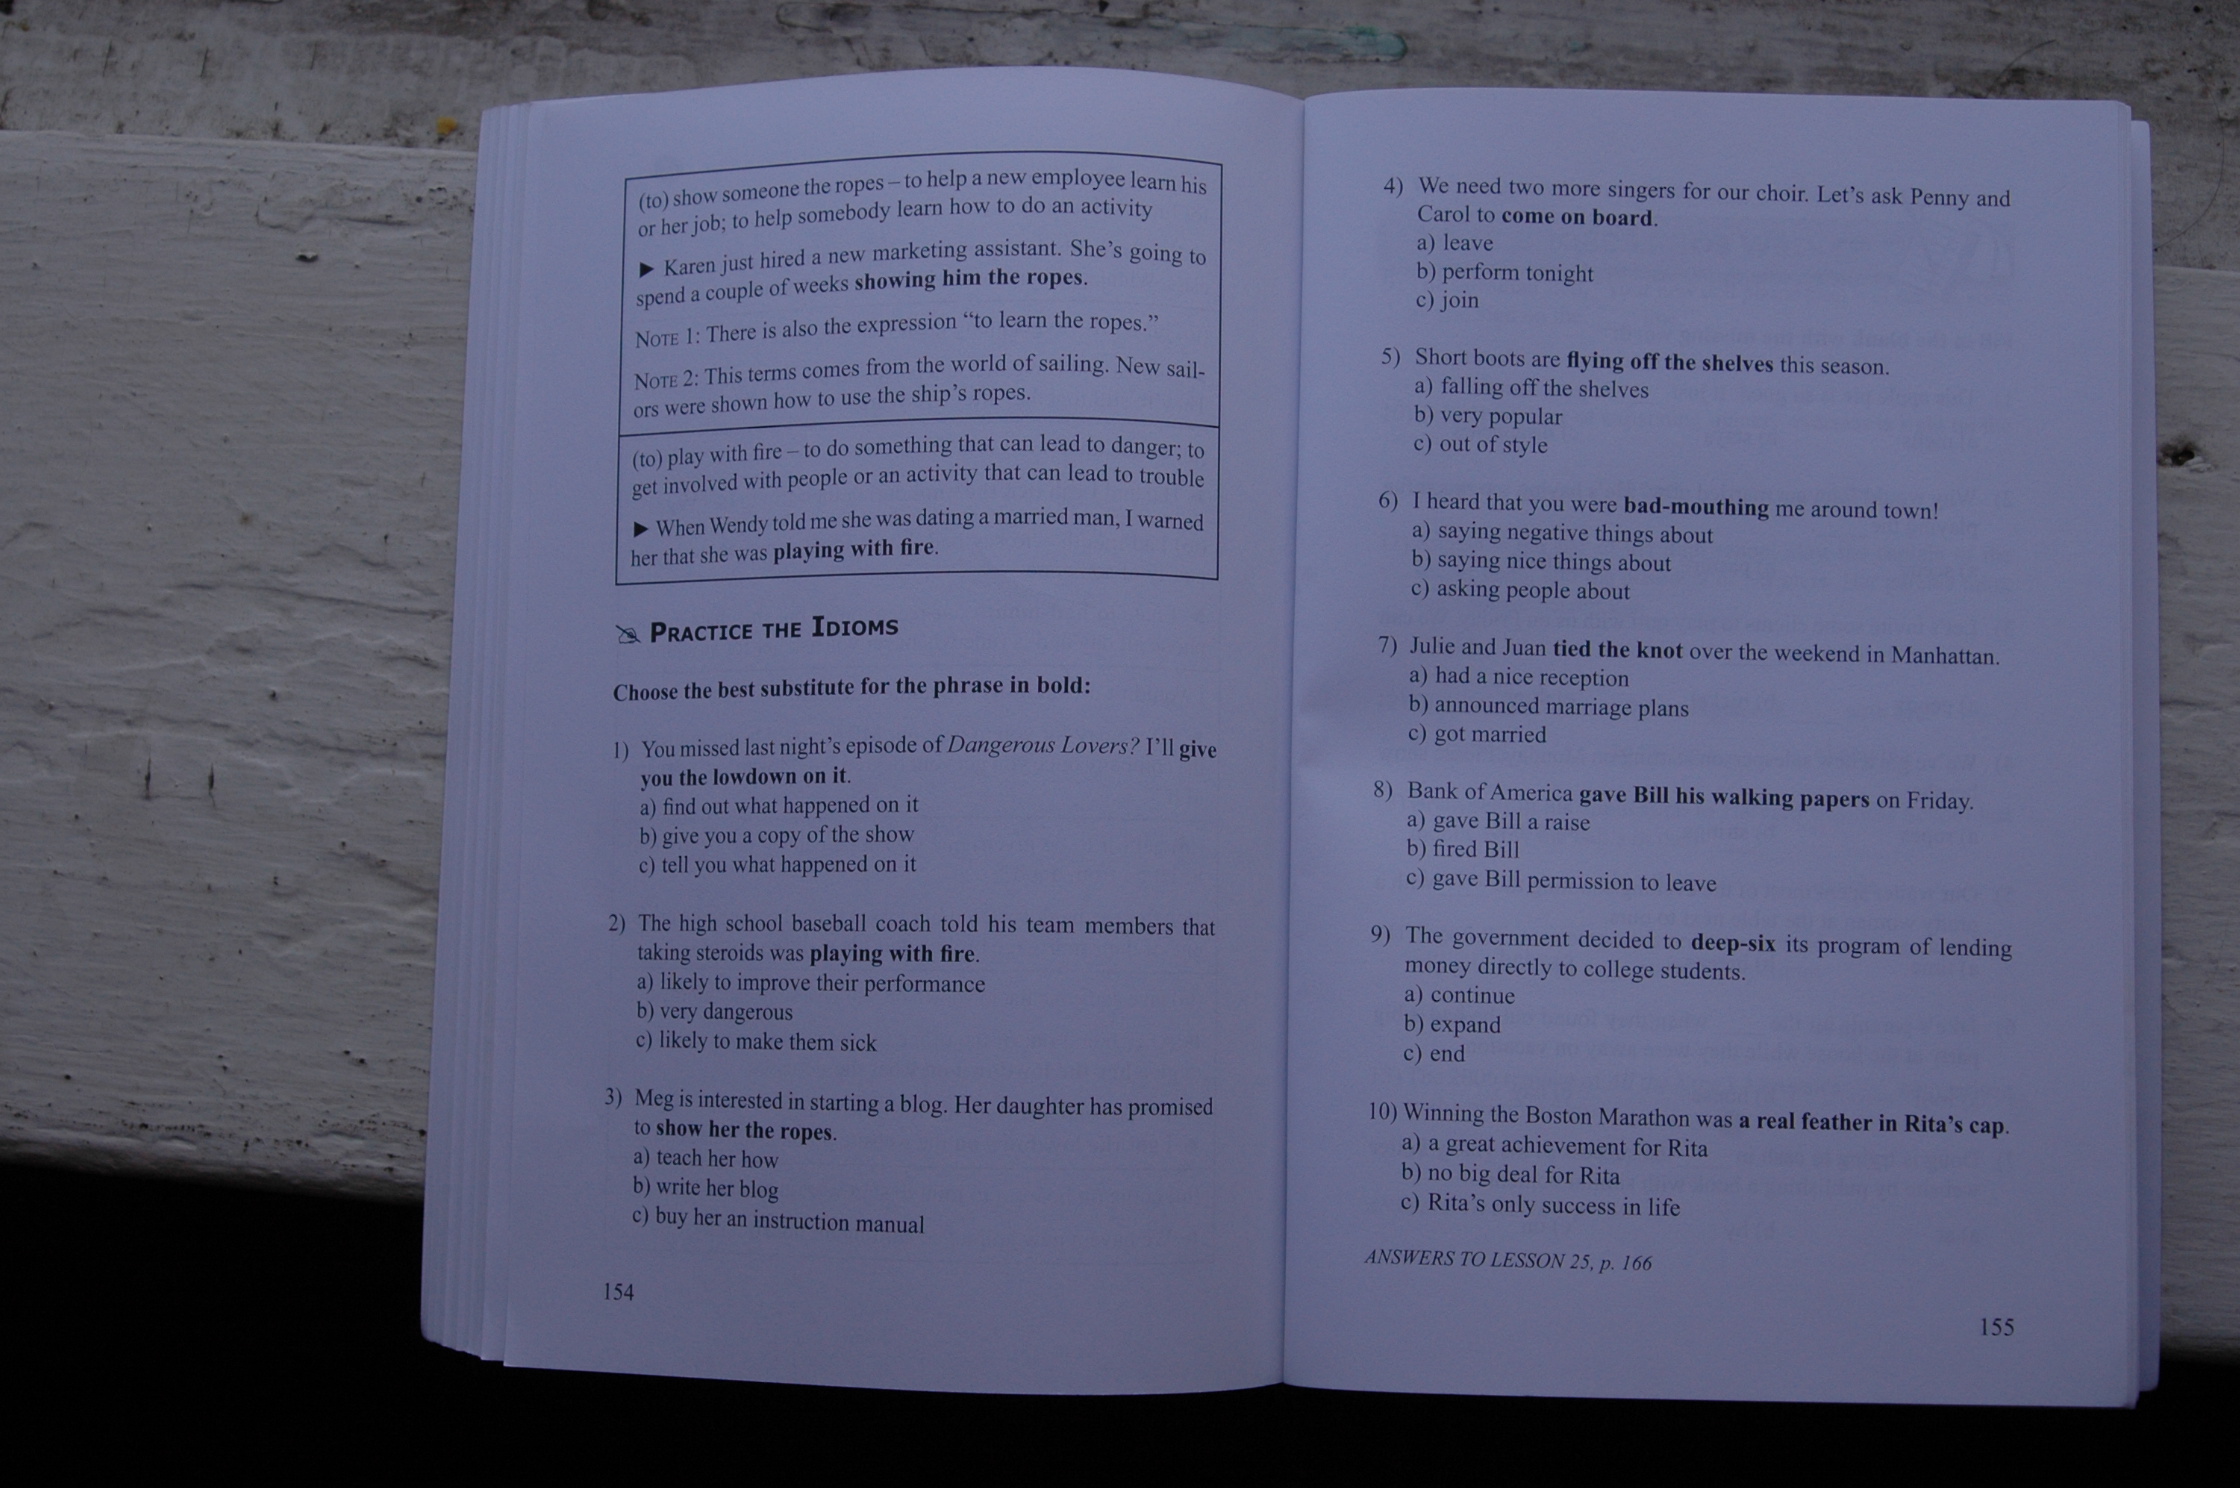 (to) show someone the ropes – to help a new employee learn his
or her job; to help somebody learn how to do an activity
► Karen just hired a new marketing assistant. She's going to
spend a couple of weeks showing him the ropes.
NOTE 1: There is also the expression “to learn the ropes.”
NOTE 2: This terms comes from the world of sailing. New sail-
ors were shown how to use the ship's ropes.
(to) play with fire – to do something that can lead to danger; to
get involved with people or an activity that can lead to trouble
► When Wendy told me she was dating a married man, I warned
her that she was playing with fire.
PRACTICE THE IDIOMS
Choose the best substitute for the phrase in bold:
1) You missed last night's episode of Dangerous Lovers? I'll give
you the lowdown on it.
a) find out what happened on it
b) give you a copy of the show
c) tell you what happened on it
2) The high school baseball coach told his team members that
taking steroids was playing with fire.
a) likely to improve their performance
b) very dangerous
c) likely to make them sick
3) Meg is interested in starting a blog. Her daughter has promised
to show her the ropes.
a) teach her how
b) write her blog
c) buy her an instruction manual
154
4) We need two more singers for our choir. Let's ask Penny and
Carol to come on board.
a) leave
b) perform tonight
c) join
5) Short boots are flying off the shelves this season.
a) falling off the shelves
b) very popular
c) out of style
6) I heard that you were bad-mouthing me around town!
a) saying negative things about
b) saying nice things about
c) asking people about
7) Julie and Juan tied the knot over the weekend in Manhattan.
a) had a nice reception
b) announced marriage plans
c) got married
8) Bank of America gave Bill his walking papers on Friday.
a) gave Bill a raise
b) fired Bill
c) gave Bill permission to leave
9) The government decided to deep-six its program of lending
money directly to college students.
a) continue
b) expand
c) end
10) Winning the Boston Marathon was a real feather in Rita's cap.
a) a great achievement for Rita
b) no big deal for Rita
c) Rita's only success in life
ANSWERS TO LESSON 25, p. 166
155